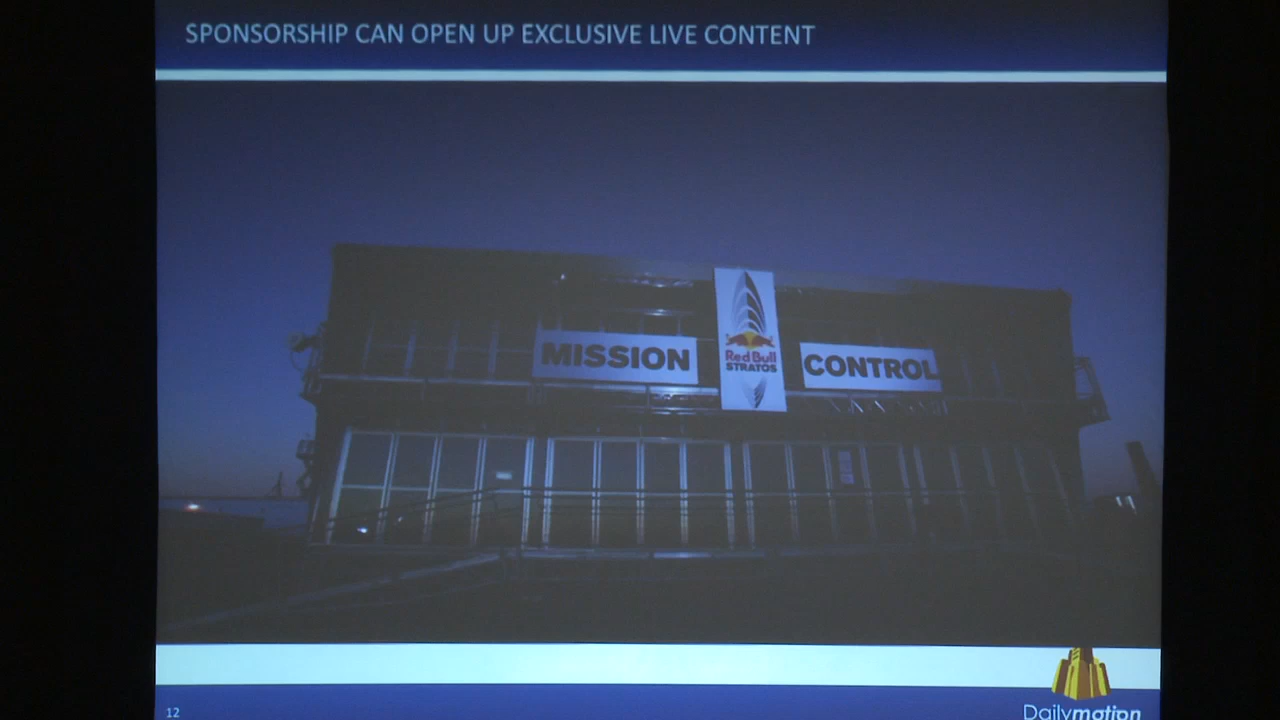 SPONSORSHIP CAN OPEN UP EXCLUSIVE LIVE CONTENT
MISSION
Red Bull
STRATOS
CONTROL
12
Dailymotion